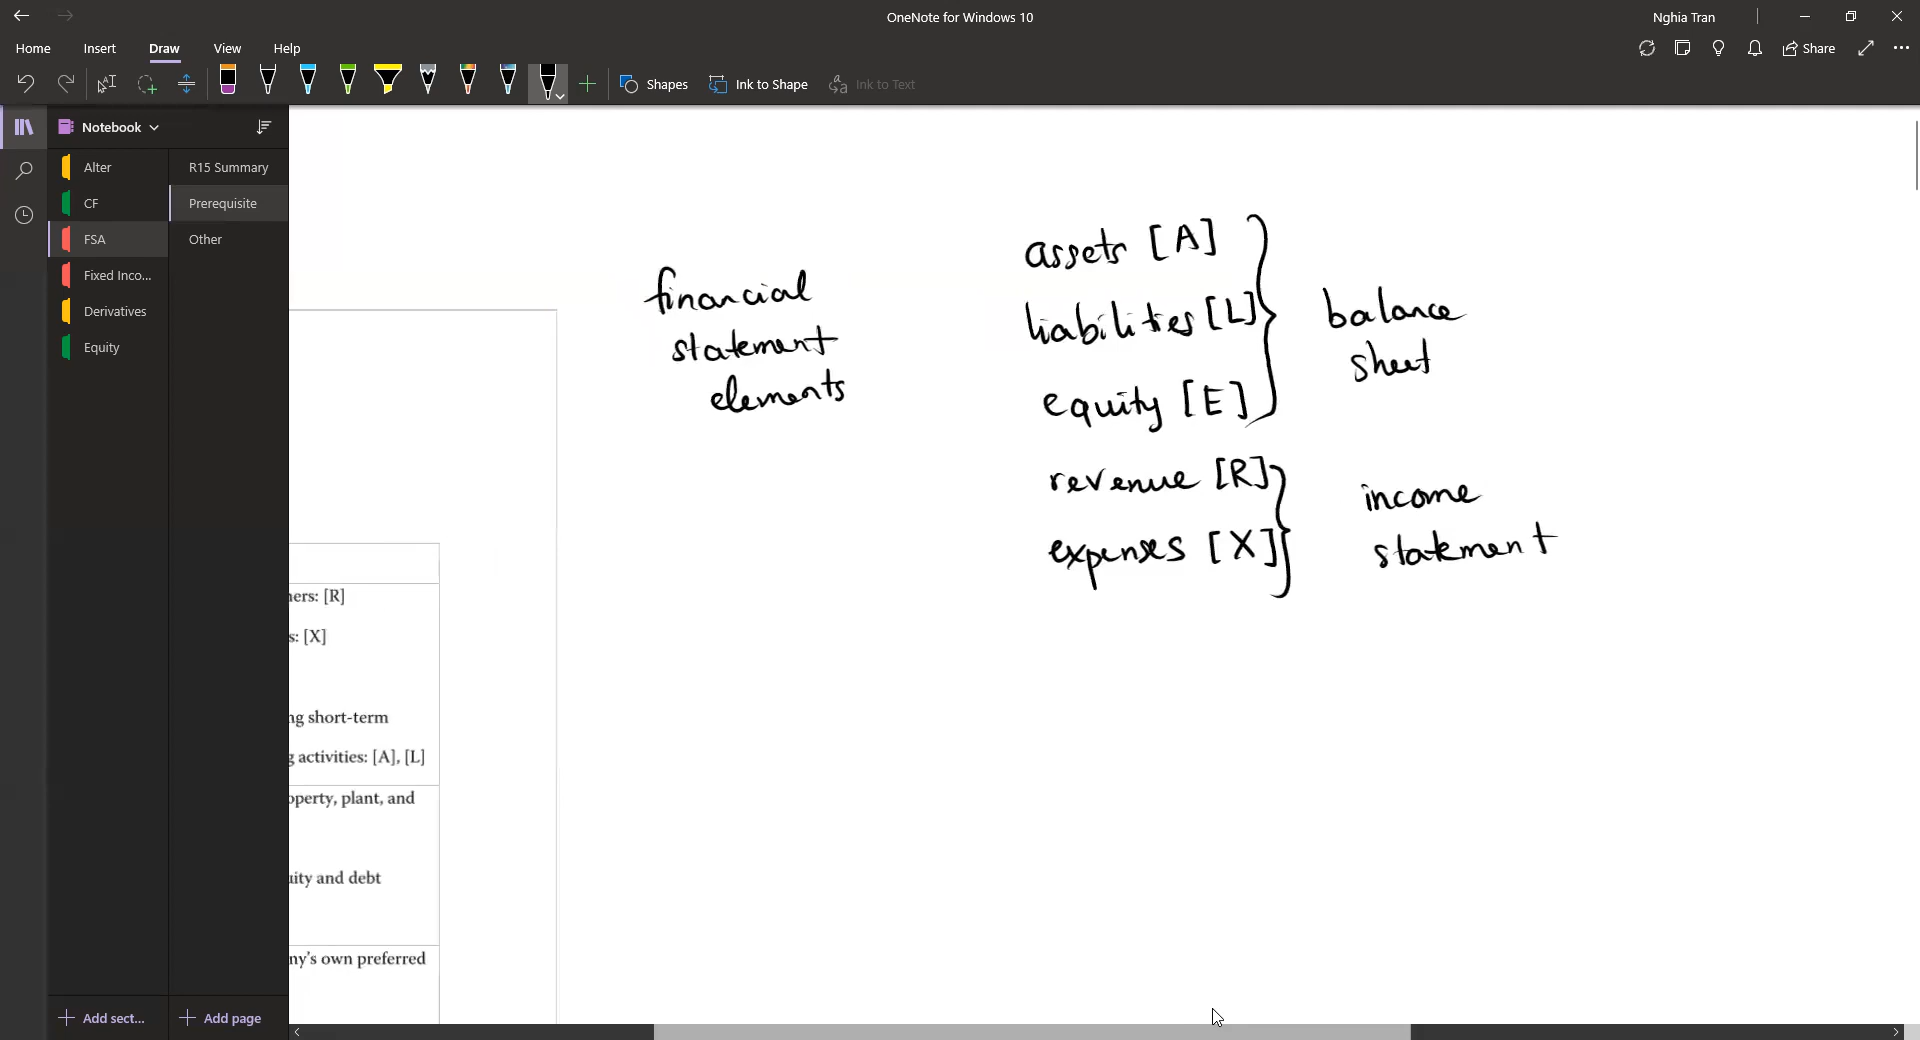 OneNote for Windows 10
Nghia Tran
Home
Insert
Draw
View
Help
Share
Shapes
Ink to Shape
Ink to Text
Notebook
Alter
CF
FSA
Fixed Inco...
Derivatives
Equity
R15 Summary
Prerequisite
Other
financial
statement
elements
assets [A]
liabilities [L]
equity [E]
balance
sheet
revenue [R]
expenses [X]
income
statement
ners: [R]
s: [X]
ng short-term
g activities: [A], [L]
operty, plant, and
uity and debt
ny's own preferred
Add sect...
Add page